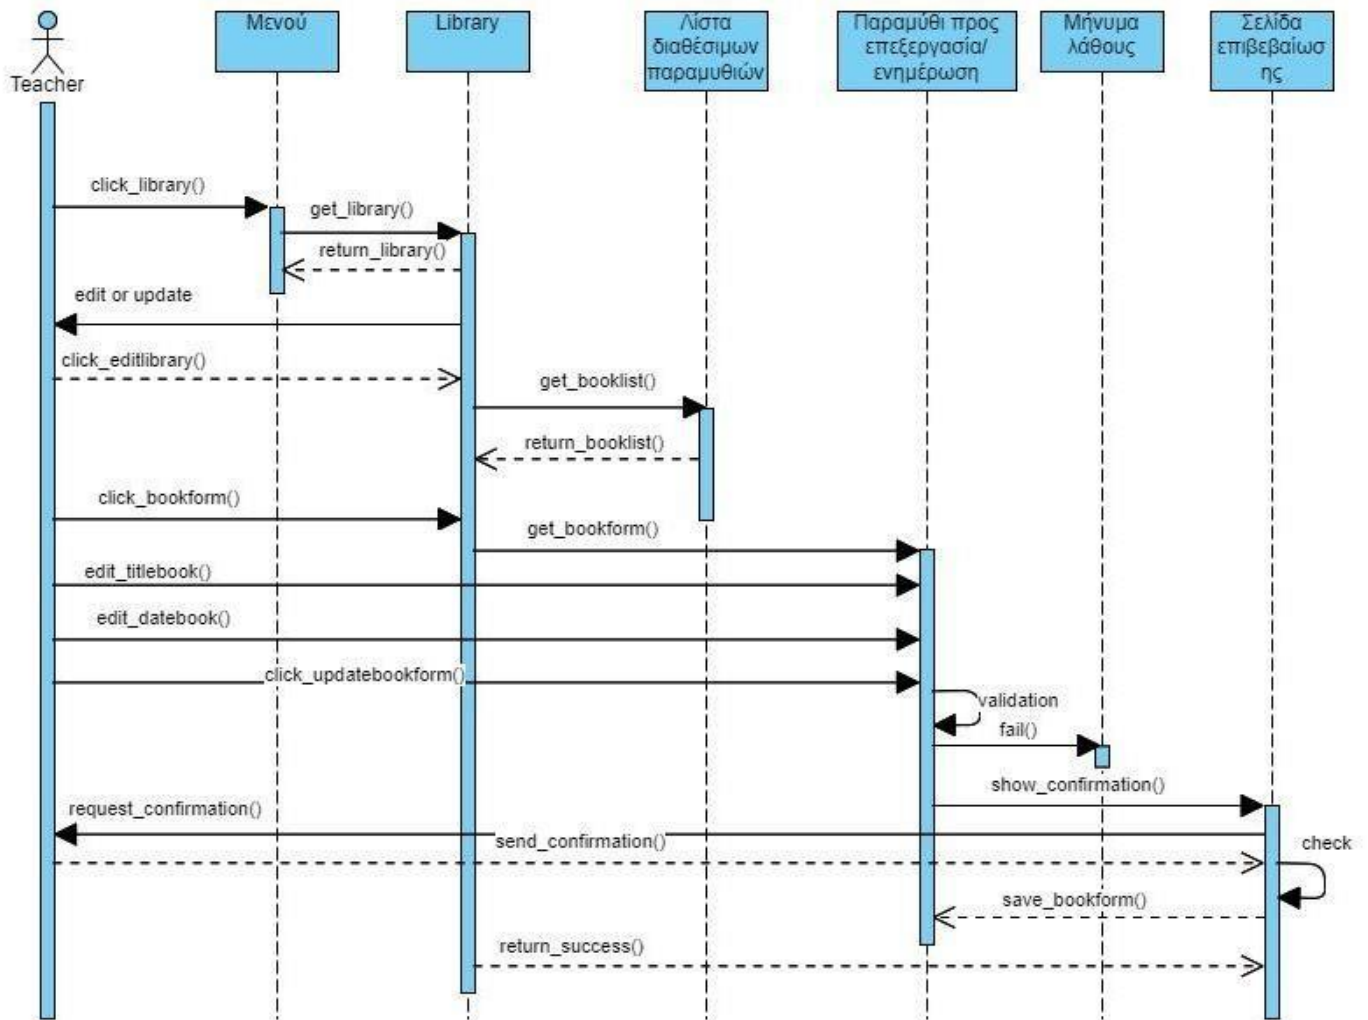 Teacher
Μενού
Library
Λίστα
διαθέσιμων
παραμυθιών
Παραμύθι προς
επεξεργασία/
ενημέρωση
Μήνυμα
λάθους
Σελίδα
επιβεβαίωσ
ης
click_library()
get_library()
return_library()
edit or update
click_editlibrary()
get_booklist()
return_booklist()
click_bookform()
get_bookform()
edit_titlebook()
edit_datebook()
click_updatebookform()
validation
fail()
show_confirmation()
request_confirmation()
send_confirmation()
check
save_bookform()
return_success()